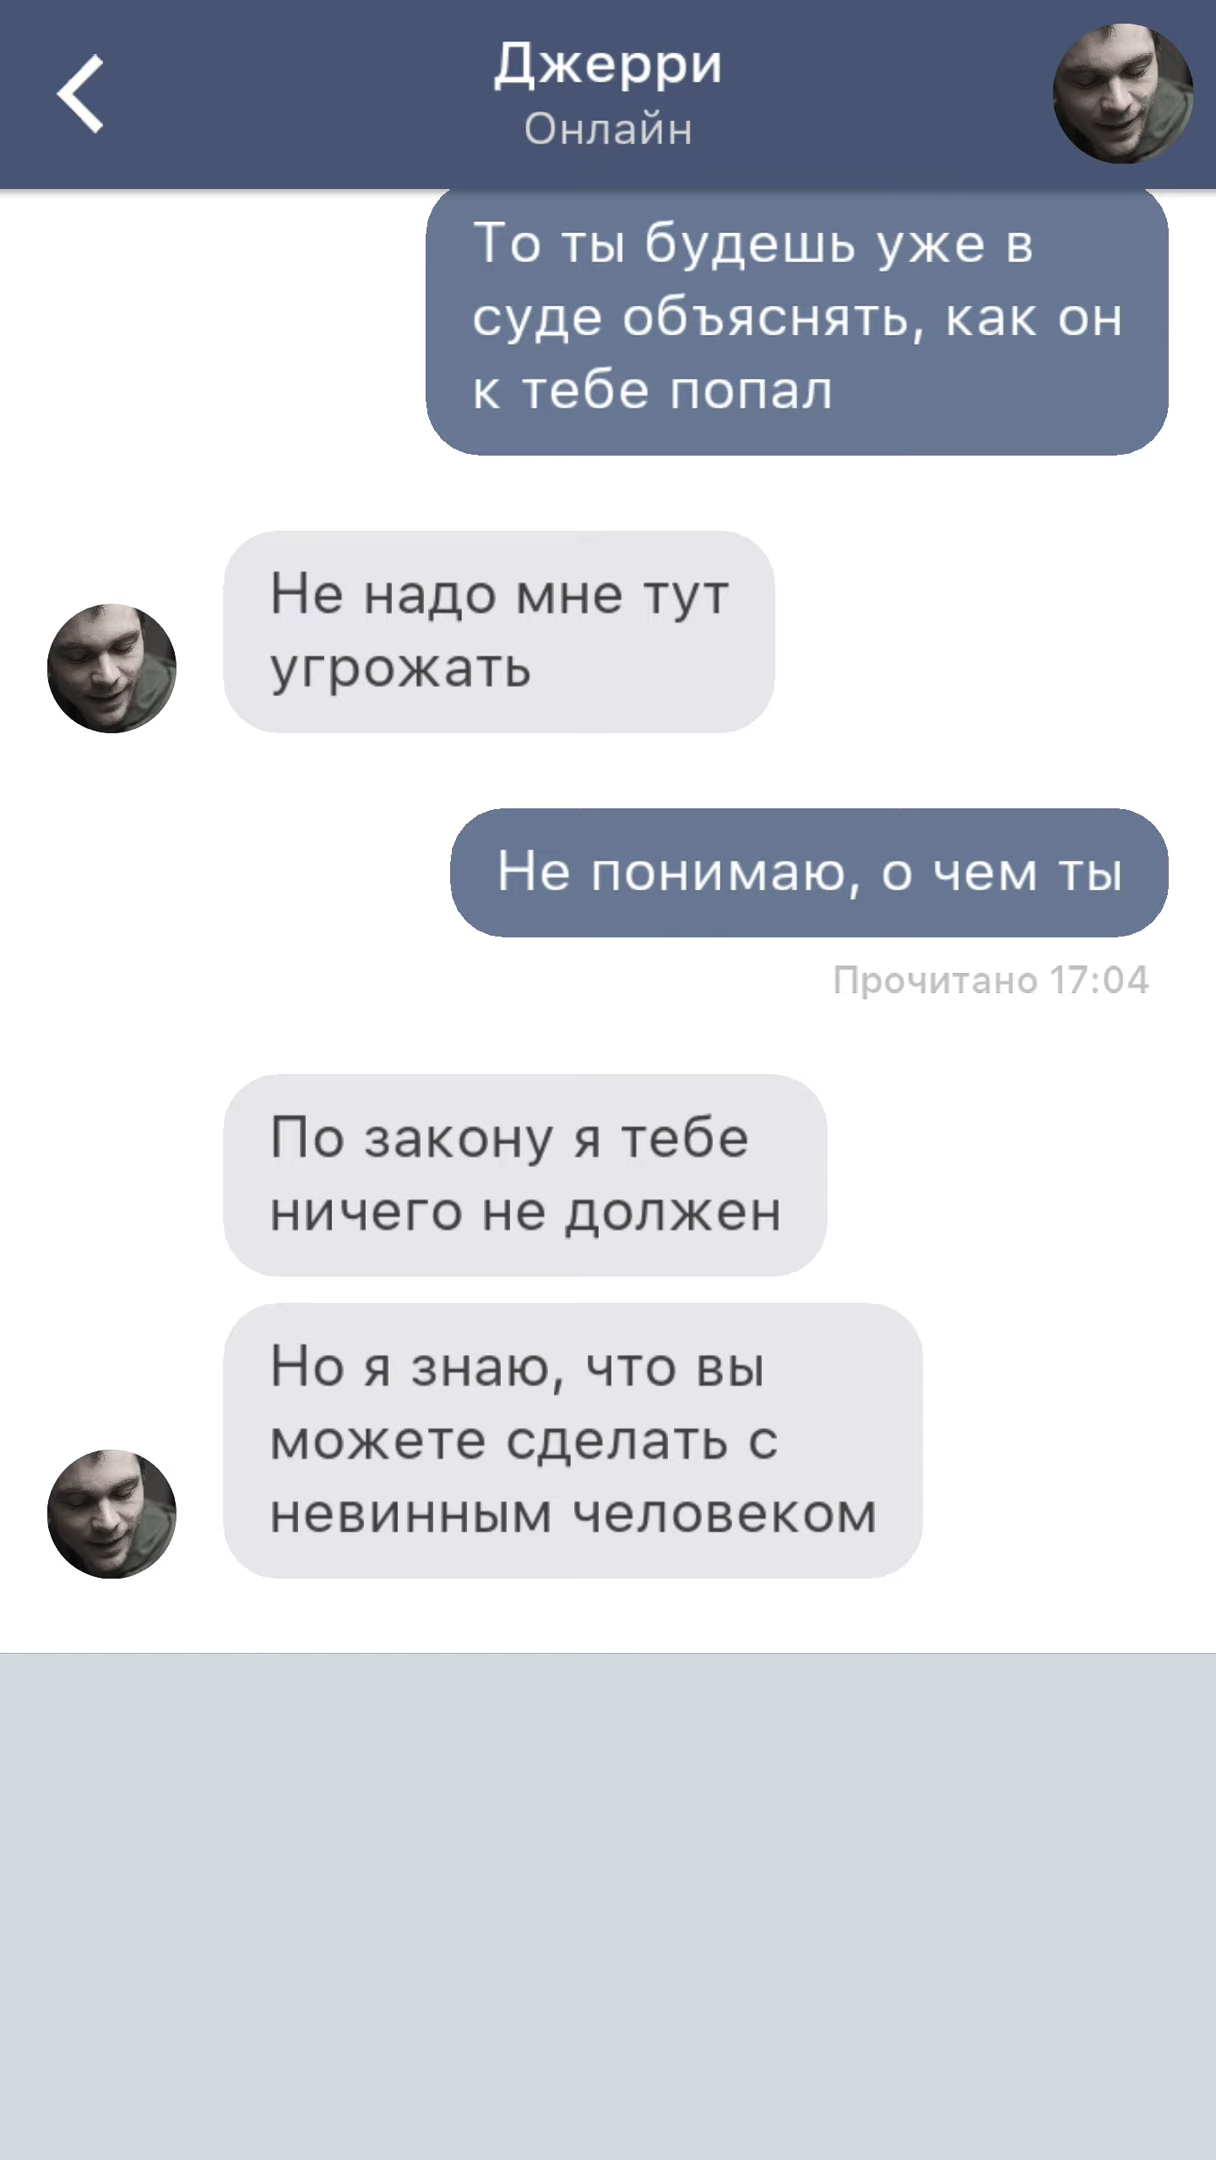 Джерри
Онлайн
То ты будешь уже в
суде объяснять, как он
к тебе попал
Не надо мне тут
угрожать
Не понимаю, о чем ты
Прочитано 17:04
По закону я тебе
ничего не должен
Но я знаю, что вы
можете сделать с
невинным человеком